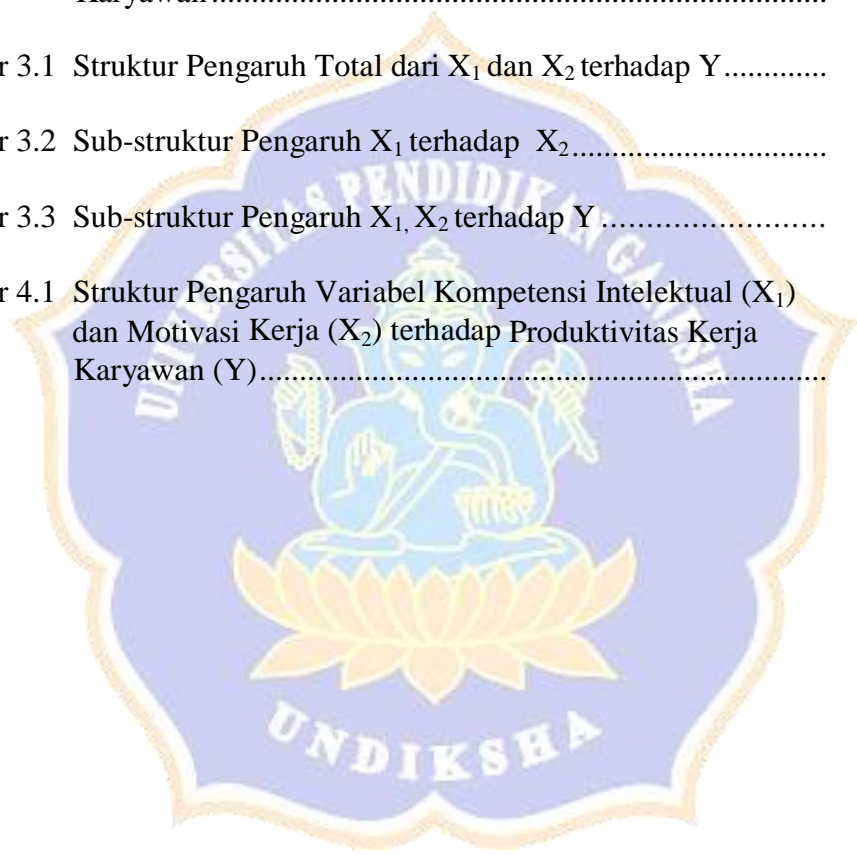 Karyawan........................................................................
r 3.1 Struktur Pengaruh Total dari X₁ dan X₂ terhadap Y.............
r 3.2 Sub-struktur Pengaruh X₁ terhadap X₂................................
r 3.3 Sub-struktur Pengaruh X₁, X₂ terhadap Y........................
r 4.1 Struktur Pengaruh Variabel Kompetensi Intelektual (X₁)
dan Motivasi Kerja (X₂) terhadap Produktivitas Kerja
Karyawan (Y).......................................................................
UNIVERSITAS PENDIDIKAN GANESHA
UNDIKSHA